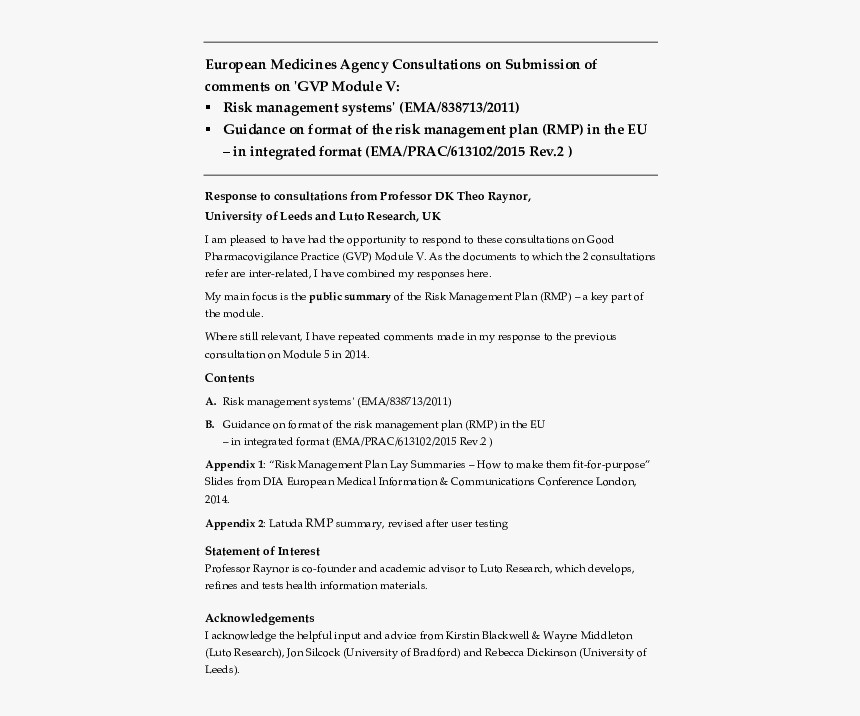 European Medicines Agency Consultations on Submission of
comments on 'GVP Module V:
▪ Risk management systems' (EMA/838713/2011)
▪ Guidance on format of the risk management plan (RMP) in the EU
– in integrated format (EMA/PRAC/613102/2015 Rev.2 )
Response to consultations from Professor DK Theo Raynor,
University of Leeds and Luto Research, UK
I am pleased to have had the opportunity to respond to these consultations on Good
Pharmacovigilance Practice (GVP) Module V. As the documents to which the 2 consultations
refer are inter-related, I have combined my responses here.
My main focus is the public summary of the Risk Management Plan (RMP) – a key part of
the module.
Where still relevant, I have repeated comments made in my response to the previous
consultation on Module 5 in 2014.
Contents
A. Risk management systems' (EMA/838713/2011)
B. Guidance on format of the risk management plan (RMP) in the EU
– in integrated format (EMA/PRAC/613102/2015 Rev.2 )
Appendix 1: “Risk Management Plan Lay Summaries – How to make them fit-for-purpose”
Slides from DIA European Medical Information & Communications Conference London,
2014.
Appendix 2: Latuda RMP summary, revised after user testing
Statement of Interest
Professor Raynor is co-founder and academic advisor to Luto Research, which develops,
refines and tests health information materials.
Acknowledgements
I acknowledge the helpful input and advice from Kirstin Blackwell & Wayne Middleton
(Luto Research), Jon Silcock (University of Bradford) and Rebecca Dickinson (University of
Leeds).